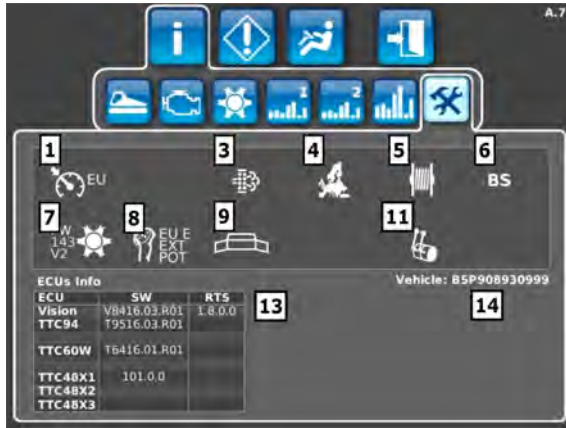 A.7
1 2
1 3 4 5 6
EU BS
7 8 9 11
W
143
V2
EU E
EXT
POT
ECUs Info Vehicle: B5P908930999
ECU SW RTS 13 14
Vision V8416.03.R01 1.8.0.0
TTC94 T9516.03.R01
TTC60W T6416.01.R01
TTC48X1 101.0.0
TTC48X2
TTC48X3